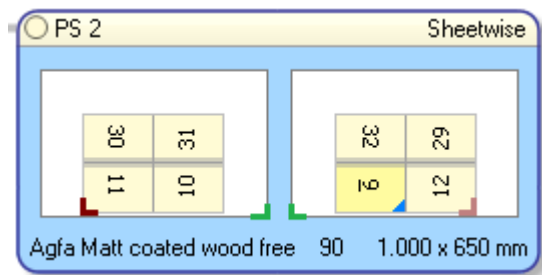 PS 2 Sheetwise
30 31 32 29
11 10 9 12
Agfa Matt coated wood free 90 1.000 x 650 mm